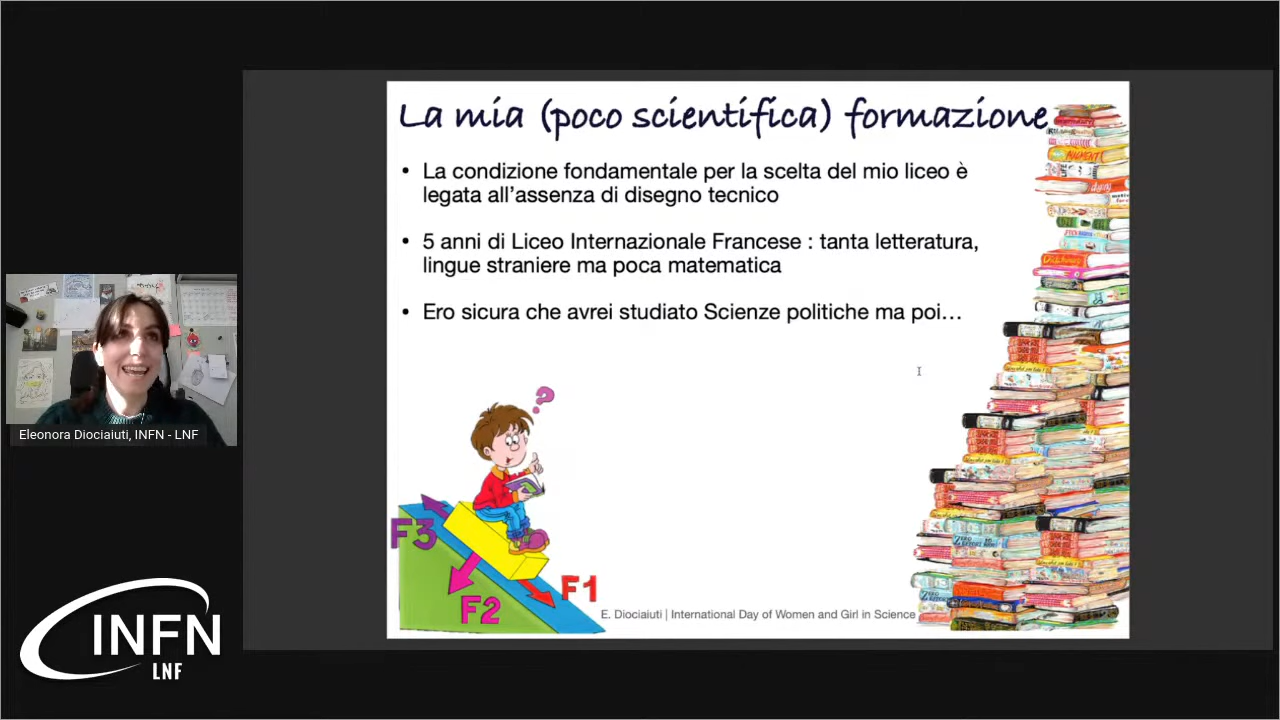 La mia (poco scientifica) formazione
• La condizione fondamentale per la scelta del mio liceo è
legata all'assenza di disegno tecnico
• 5 anni di Liceo Internazionale Francese : tanta letteratura,
lingue straniere ma poca matematica
• Ero sicura che avrei studiato Scienze politiche ma poi...
?
F3
F2
F1
E. Diociaiuti | International Day of Women and Girl in Science
Eleonora Diociaiuti, INFN - LNF
INFN
LNF